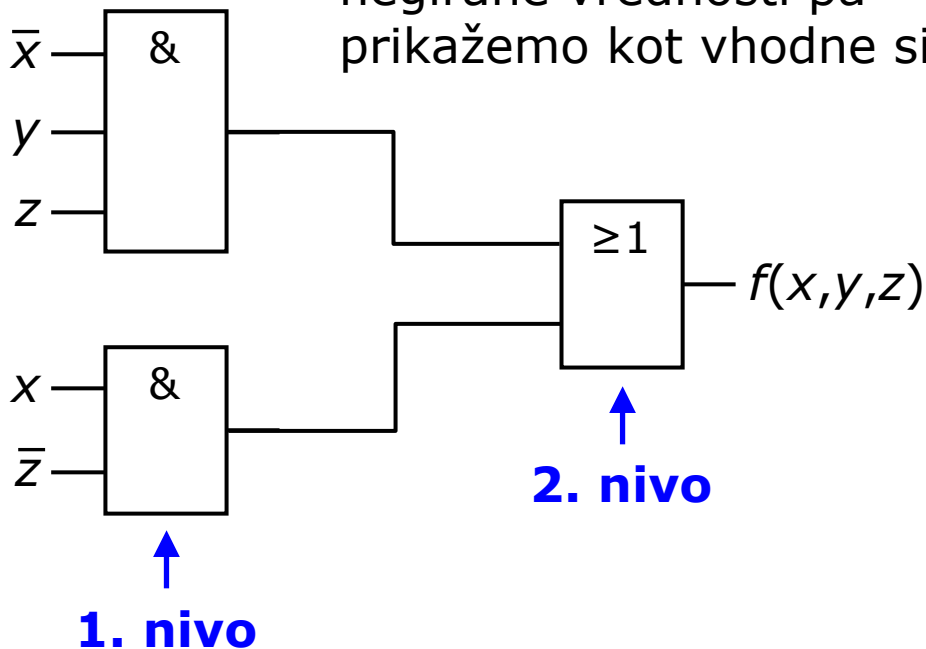 prikažemo kot vhodne si
x̅
y
z
&
≥1
f(x,y,z)
x
z̅
&
2. nivo
1. nivo